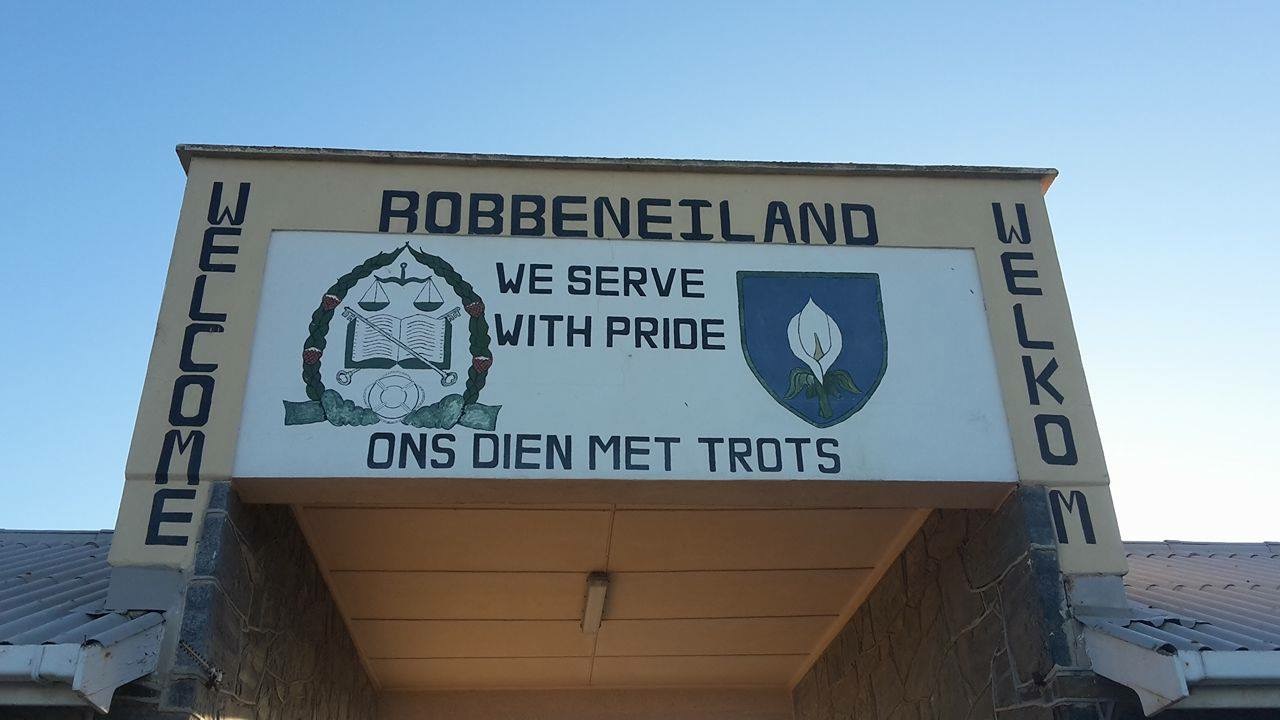 ROBBENEILAND
WELCOME
WE SERVE
WITH PRIDE
ONS DIEN MET TROTS
WELKOM